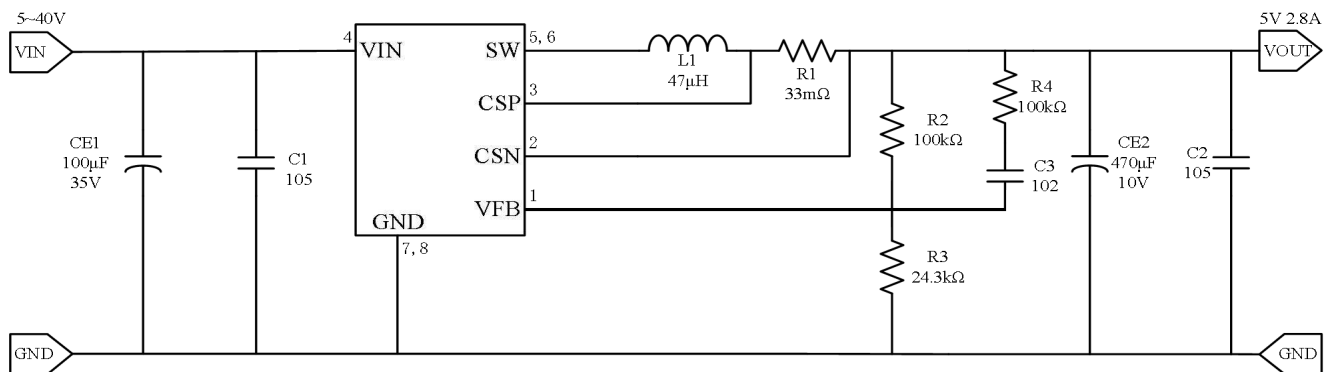 5~40V
VIN
CE1
100μF
35V
C1
105
4
VIN
SW
5, 6
CSP
3
CSN
2
VFB
1
GND
7, 8
L1
47μH
R1
33mΩ
R2
100kΩ
R3
24.3kΩ
R4
100kΩ
C3
102
CE2
470μF
10V
C2
105
5V 2.8A
VOUT
GND
GND